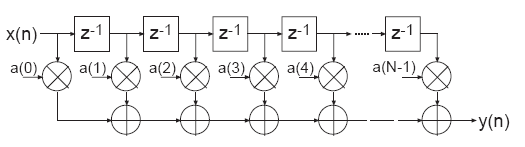 x(n) z-1 z-1 z-1 z-1 ..... z-1
a(0) a(1) a(2) a(3) a(4) a(N-1)
y(n)